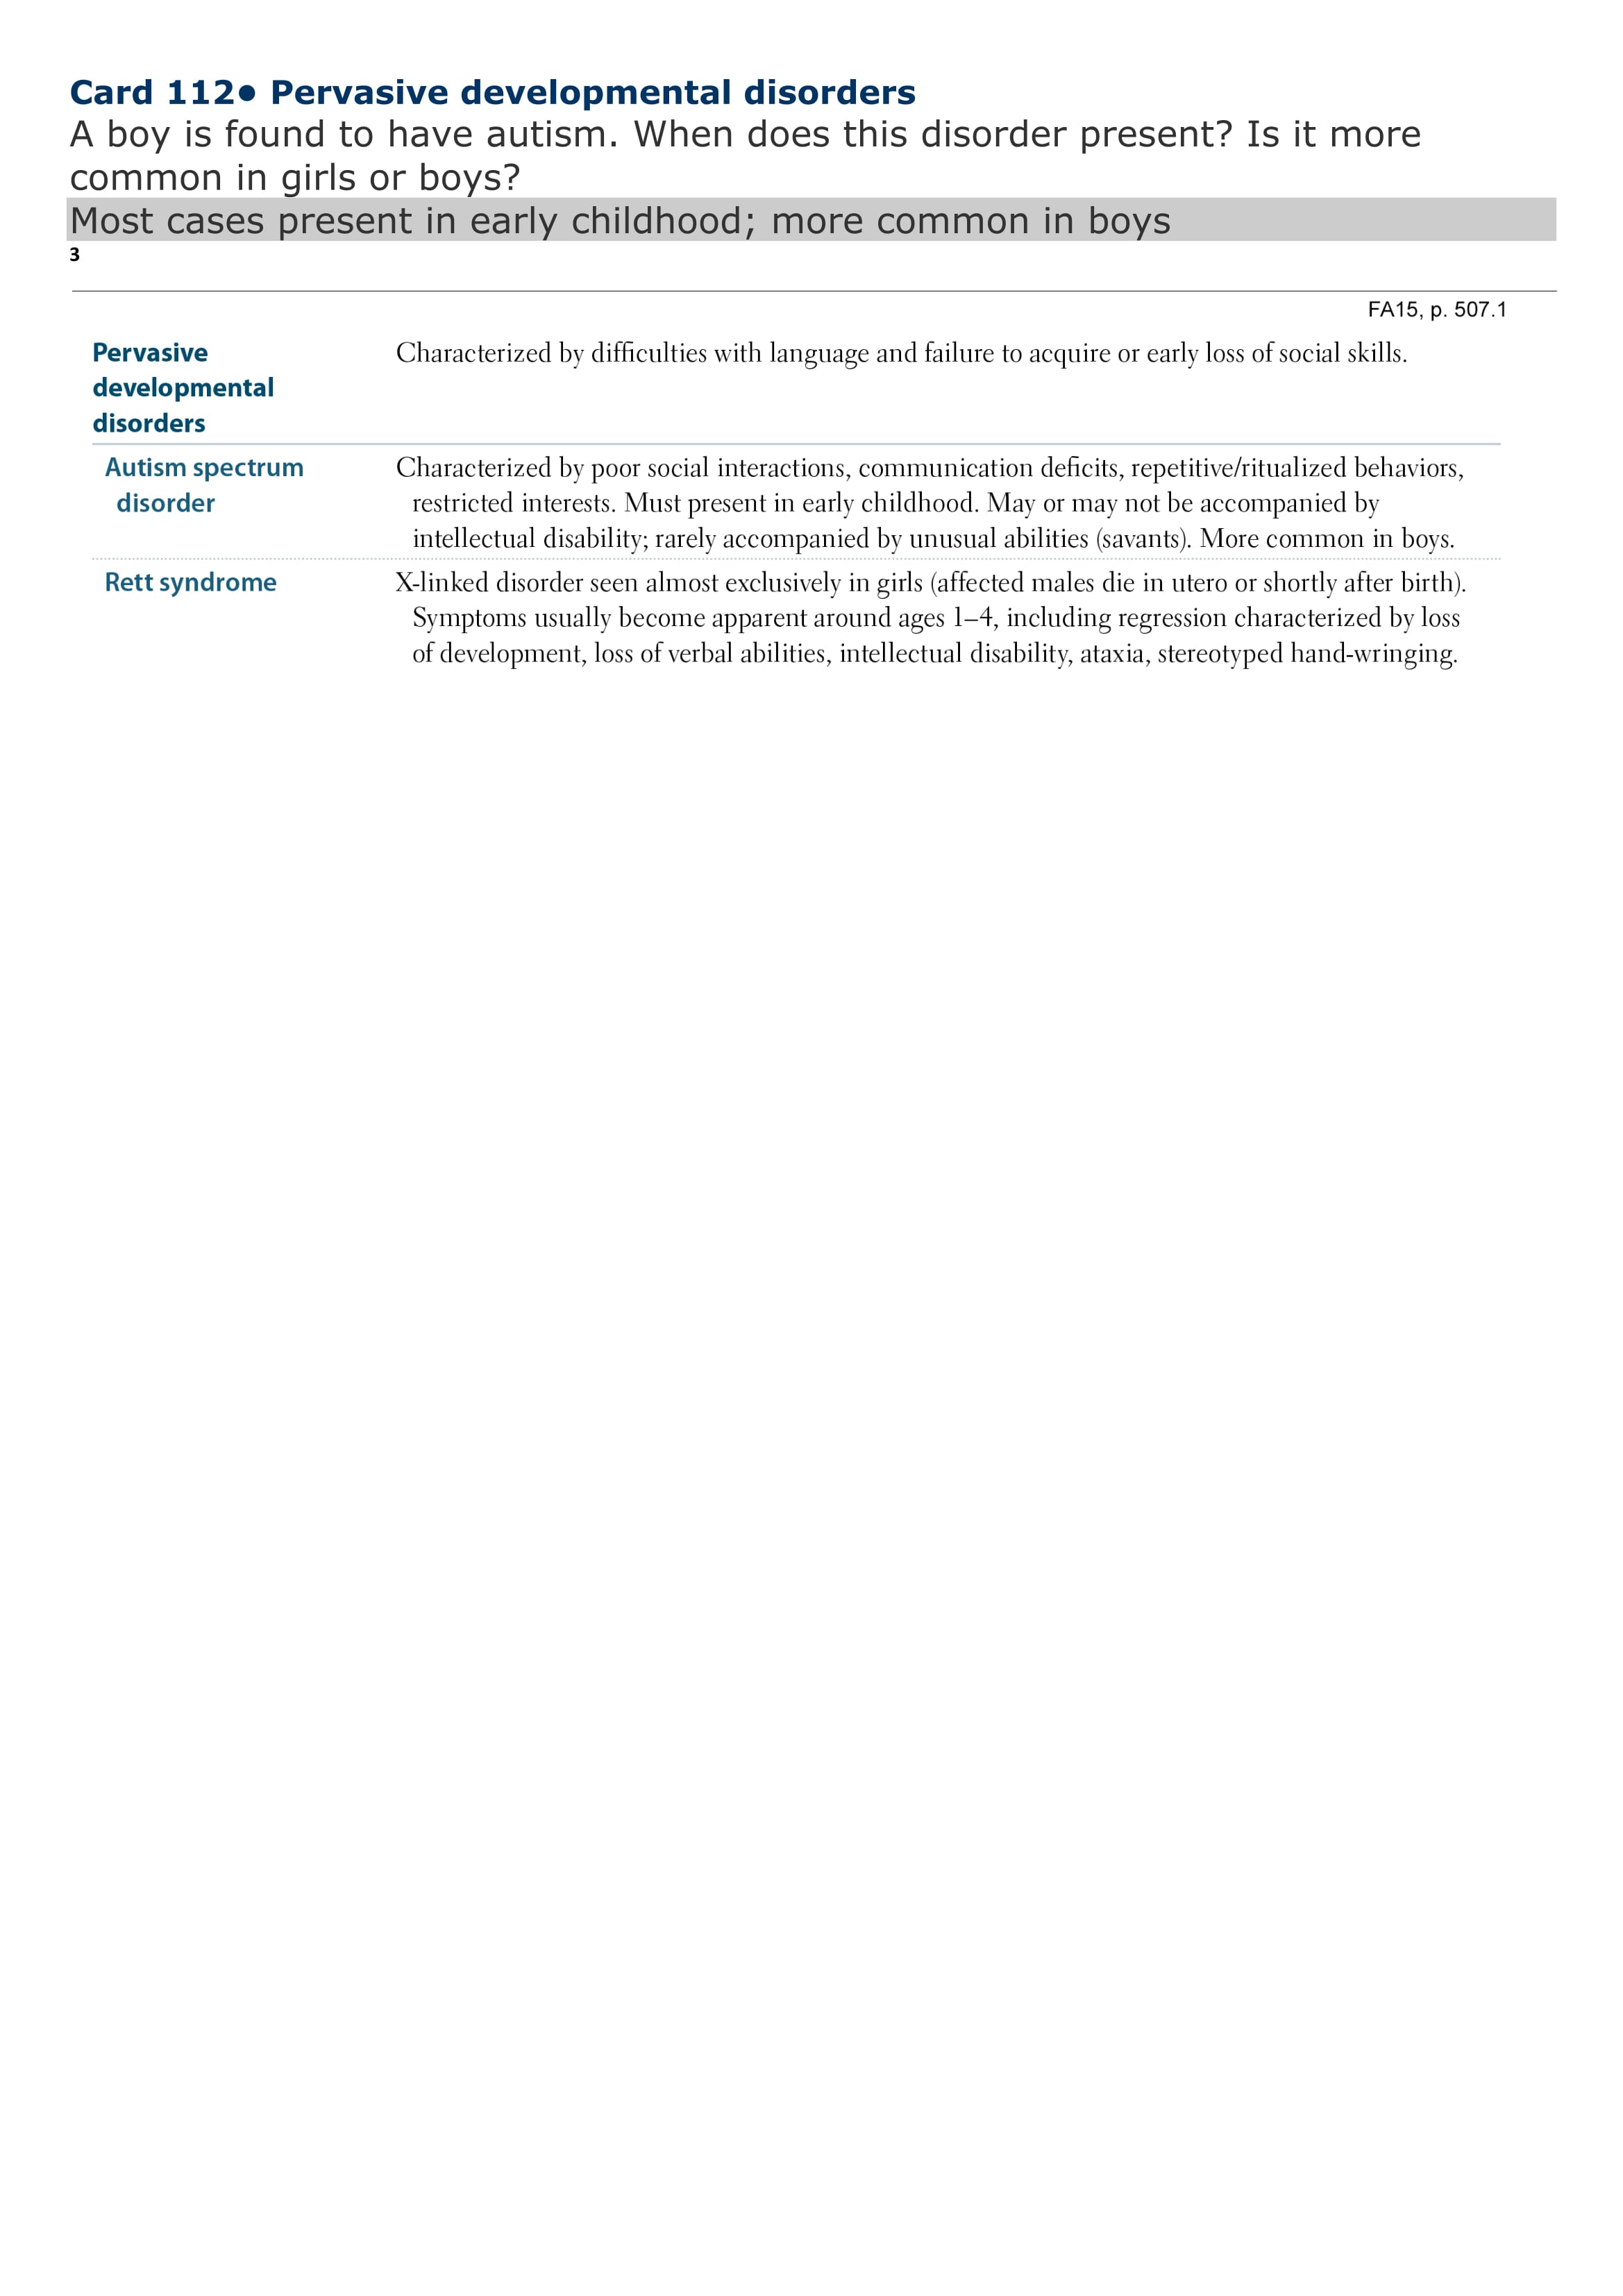 Card 112• Pervasive developmental disorders
A boy is found to have autism. When does this disorder present? Is it more
common in girls or boys?
Most cases present in early childhood; more common in boys
3
FA15, p. 507.1
Pervasive
developmental
disorders
Characterized by difficulties with language and failure to acquire or early loss of social skills.
Autism spectrum
disorder
Characterized by poor social interactions, communication deficits, repetitive/ritualized behaviors,
restricted interests. Must present in early childhood. May or may not be accompanied by
intellectual disability; rarely accompanied by unusual abilities (savants). More common in boys.
Rett syndrome
X-linked disorder seen almost exclusively in girls (affected males die in utero or shortly after birth).
Symptoms usually become apparent around ages 1–4, including regression characterized by loss
of development, loss of verbal abilities, intellectual disability, ataxia, stereotyped hand-wringing.